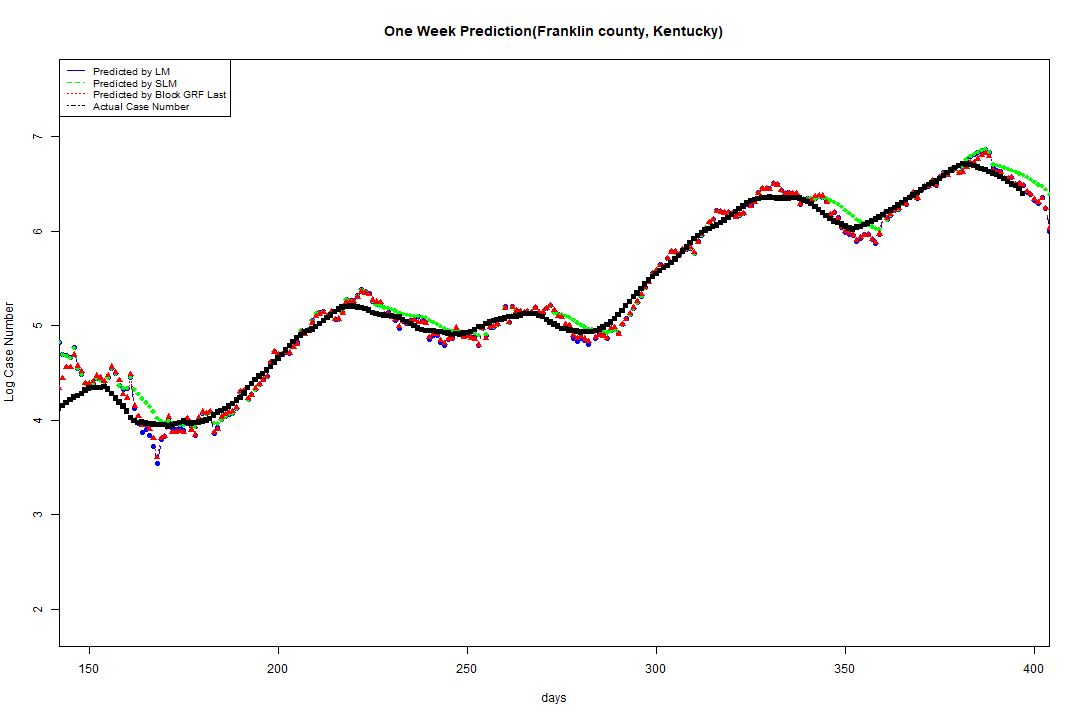 One Week Prediction(Franklin county, Kentucky)
Predicted by LM
Predicted by SLM
Predicted by Block GRF Last
Actual Case Number
7
6
5
4
3
2
Log Case Number
150 200 250 300 350 400
days